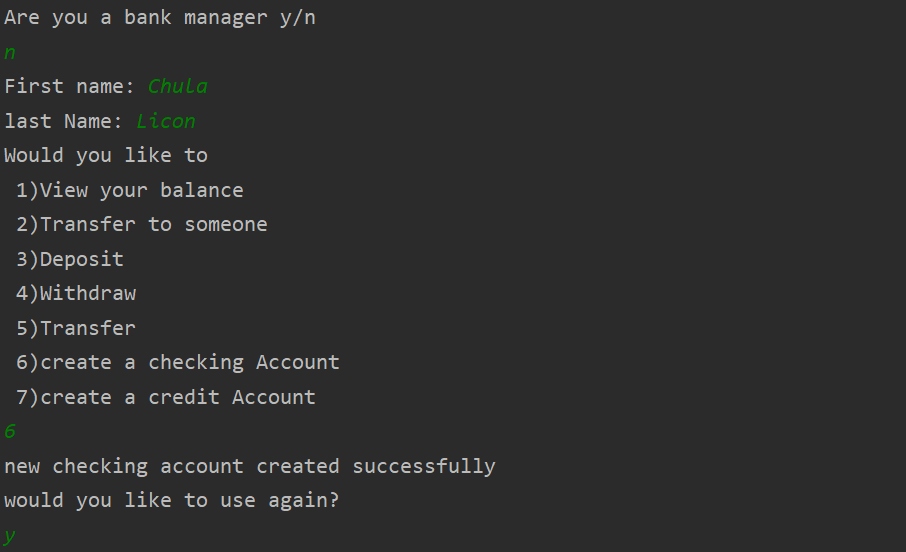 Are you a bank manager y/n
n
First name: Chula
last Name: Licon
Would you like to
1)View your balance
2)Transfer to someone
3)Deposit
4)Withdraw
5)Transfer
6)create a checking Account
7)create a credit Account
6
new checking account created successfully
would you like to use again?
y